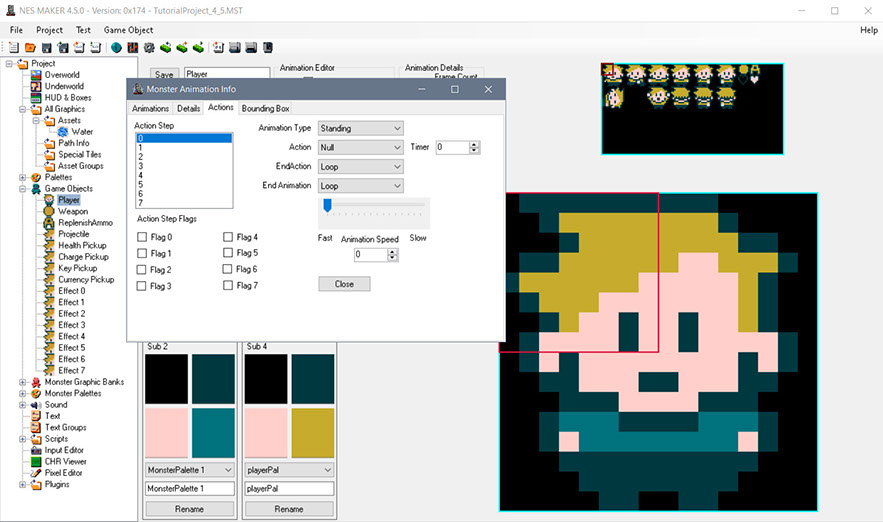 NES MAKER 4.5.0 - Version: 0x174 - TutorialProject_4_5.MST
File Project Test Game Object Help
Project
Overworld
Underworld
HUD & Boxes
All Graphics
Assets
Water
Path Info
Special Tiles
Asset Groups
Palettes
Game Objects
Player
Weapon
ReplenishAmmo
Projectile
Health Pickup
Charge Pickup
Key Pickup
Currency Pickup
Effect 0
Effect 1
Effect 2
Effect 3
Effect 4
Effect 5
Effect 6
Effect 7
Monster Graphic Banks
Monster Palettes
Sound
Text
Text Groups
Scripts
Input Editor
CHR Viewer
Pixel Editor
Plugins
Save Player Animation Editor Animation Details
Frame Count
Monster Animation Info
Animations Details Actions Bounding Box
Action Step
0
1
2
3
4
5
6
7
Animation Type Standing
Action Null Timer 0
EndAction Loop
End Animation Loop
Fast Animation Speed Slow
0
Close
Action Step Flags
Flag 0 Flag 4
Flag 1 Flag 5
Flag 2 Flag 6
Flag 3 Flag 7
Sub 2 Sub 4
MonsterPalette 1 playerPal
MonsterPalette 1 playerPal
Rename Rename